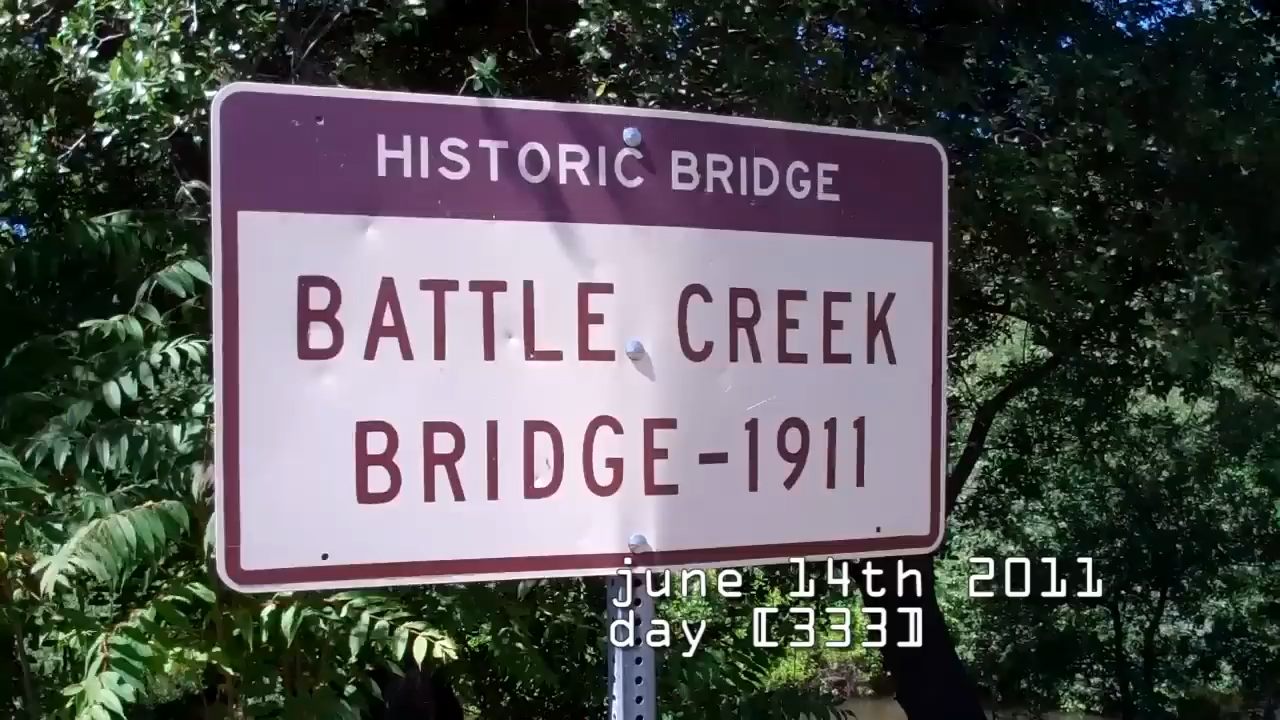 HISTORIC BRIDGE
BATTLE CREEK
BRIDGE-1911
june 14th 2011
day [333]